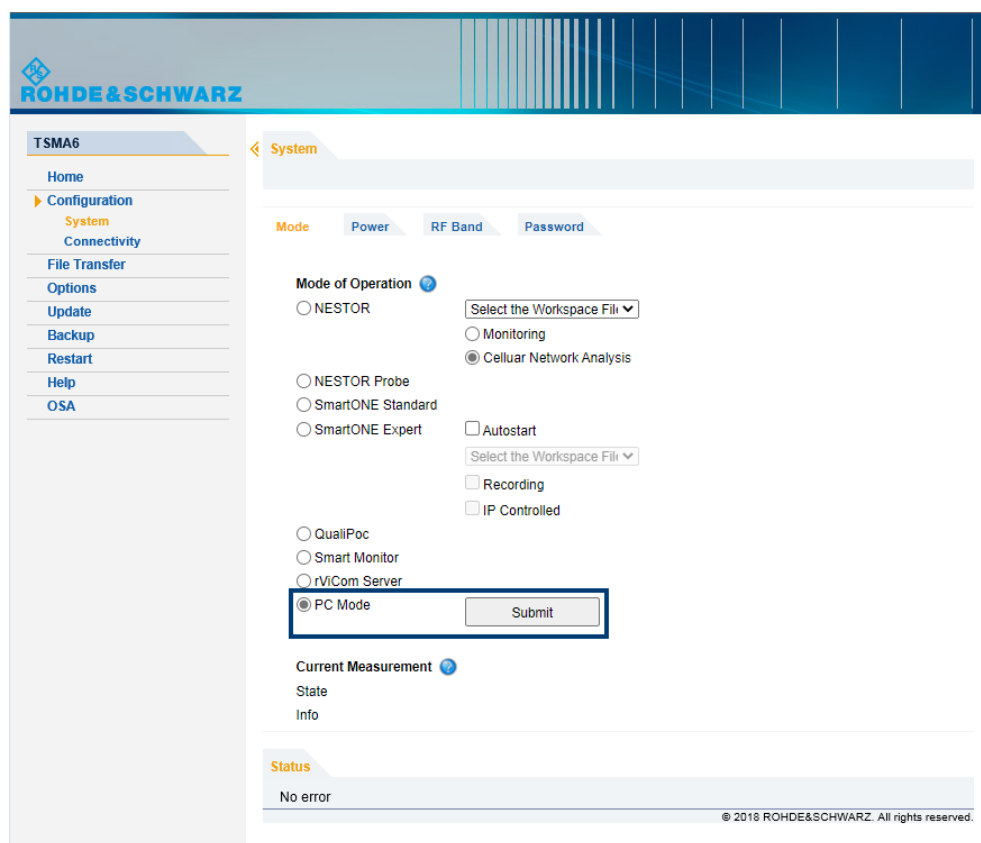 R&S
ROHDE&SCHWARZ
TSMA6
Home
Configuration
System
Connectivity
File Transfer
Options
Update
Backup
Restart
Help
OSA
System
Mode Power RF Band Password
Mode of Operation ?
NESTOR Select the Workspace Fil
Monitoring
Celluar Network Analysis
NESTOR Probe
SmartONE Standard
SmartONE Expert Autostart
Select the Workspace Fil
Recording
IP Controlled
QualiPoc
Smart Monitor
rViCom Server
PC Mode Submit
Current Measurement ?
State
Info
Status
No error
© 2018 ROHDE&SCHWARZ. All rights reserved.